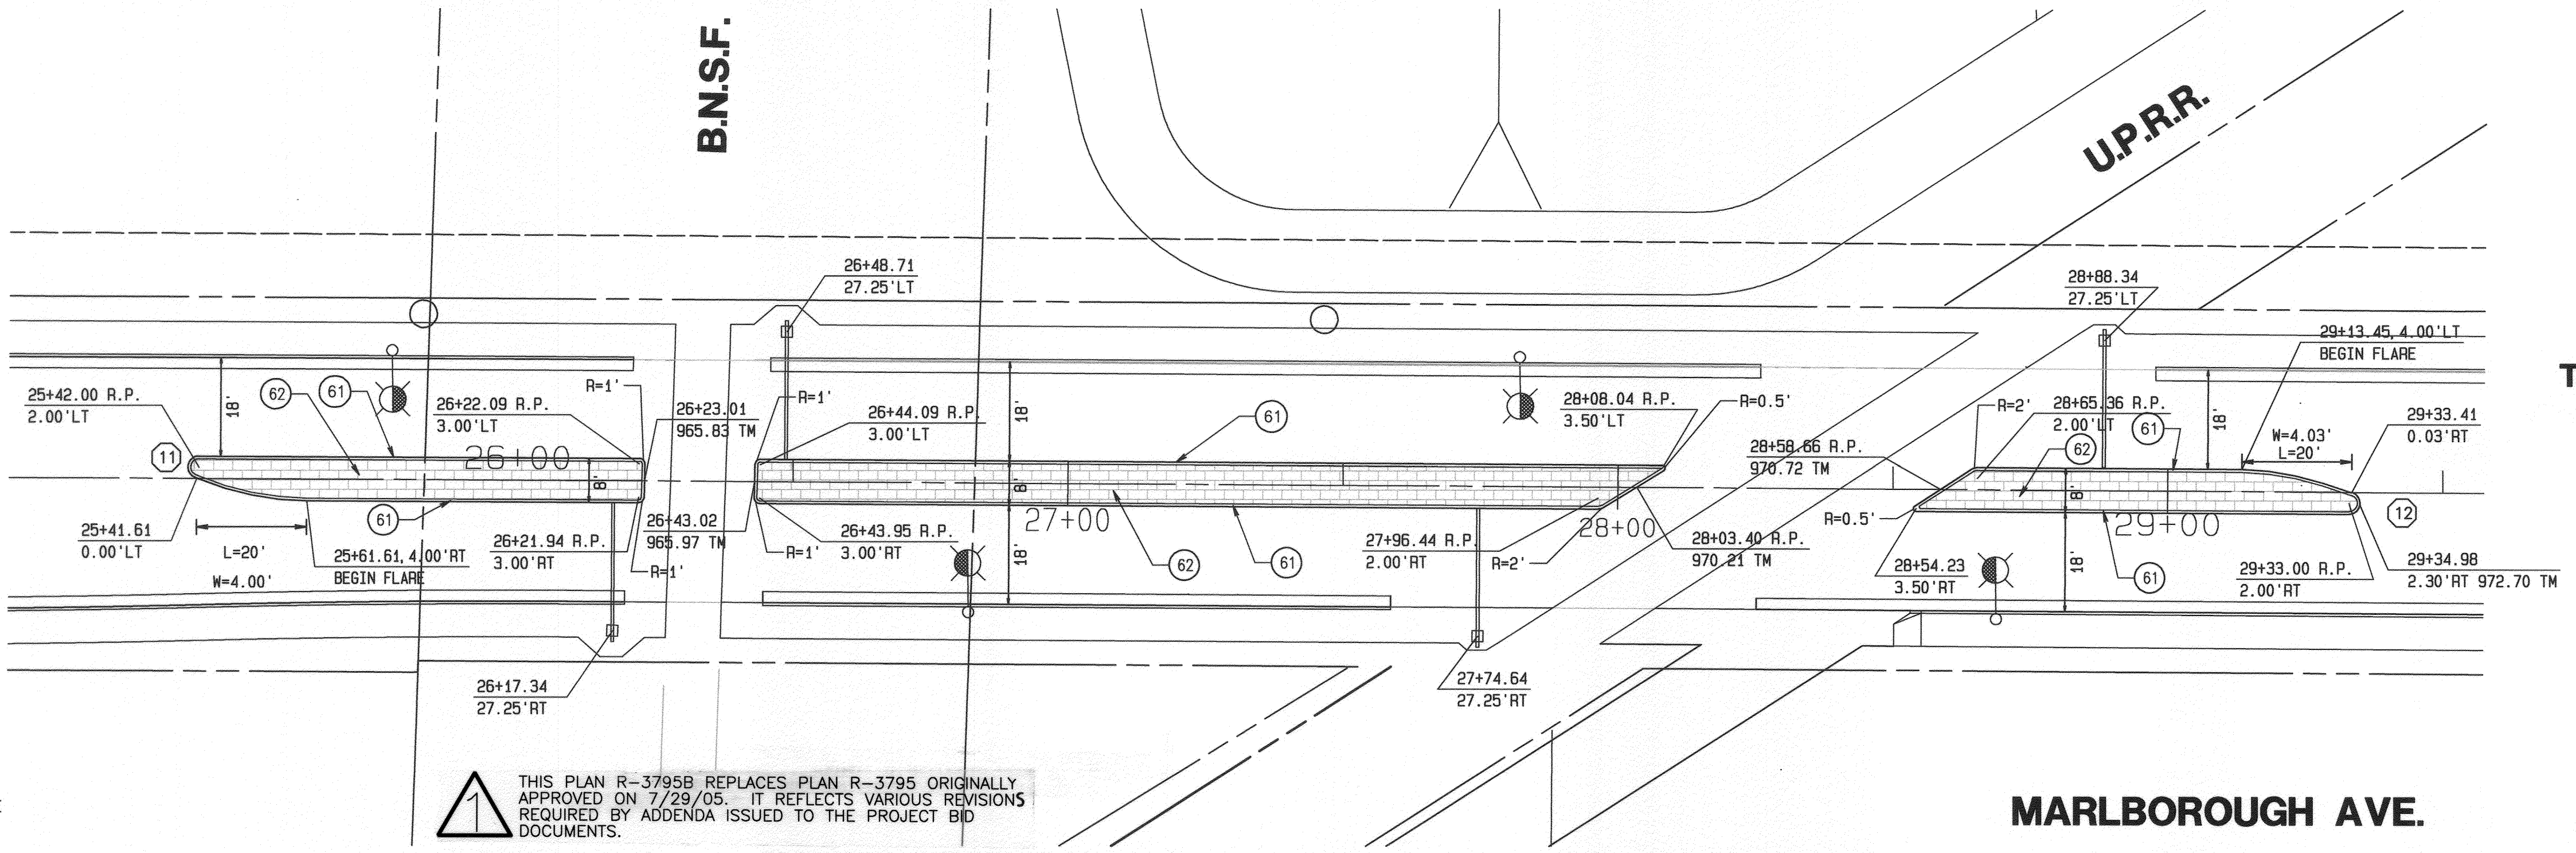 B.N.S.F.
U.P.R.R.
26+48.71
27.25'LT
28+88.34
27.25'LT
29+13.45, 4.00'LT
BEGIN FLARE
25+42.00 R.P.
2.00'LT
18'
62
61
R=1'
26+22.09 R.P.
3.00'LT
26+23.01
965.83 TM
R=1'
26+44.09 R.P.
3.00'LT
18'
61
28+08.04 R.P.
3.50'LT
R=0.5'
28+58.66 R.P.
970.72 TM
R=2'
28+65.36 R.P.
2.00'LT
61
62
18'
W=4.03'
L=20'
29+33.41
0.03'RT
11
26+00
8'
8'
8'
12
25+41.61
0.00'LT
L=20'
W=4.00'
25+61.61, 4.00'RT
BEGIN FLARE
61
26+21.94 R.P.
3.00'RT
26+43.02
965.97 TM
R=1'
R=1'
26+43.95 R.P.
3.00'RT
27+00
18'
62
61
27+96.44 R.P.
2.00'RT
R=2'
28+00
28+03.40 R.P.
970.21 TM
R=0.5'
28+54.23
3.50'RT
29+00
18'
61
29+33.00 R.P.
2.00'RT
29+34.98
2.30'RT 972.70 TM
26+17.34
27.25'RT
27+74.64
27.25'RT
1
THIS PLAN R-3795B REPLACES PLAN R-3795 ORIGINALLY
APPROVED ON 7/29/05. IT REFLECTS VARIOUS REVISIONS
REQUIRED BY ADDENDA ISSUED TO THE PROJECT BID
DOCUMENTS.
MARLBOROUGH AVE.
T